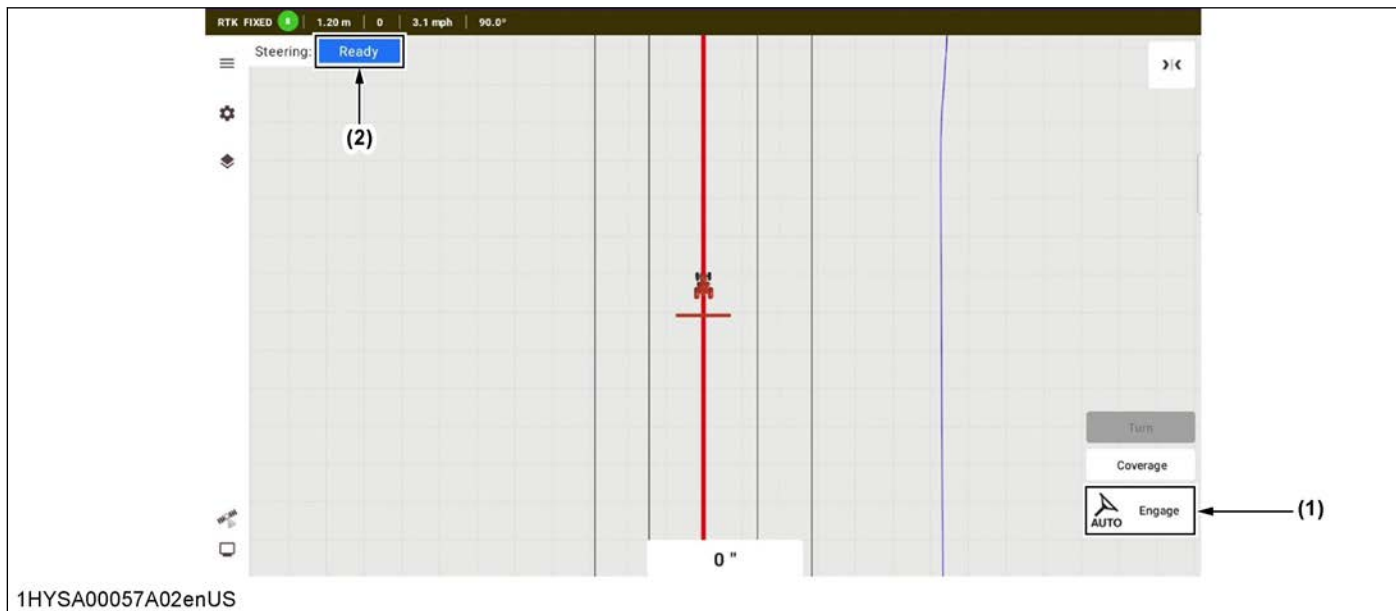 RTK FIXED 8 1.20 m 0 3.1 mph 90.0°
Steering: Ready
(2)
Turn
Coverage
AUTO Engage
(1)
0 "
1HYSA00057A02enUS